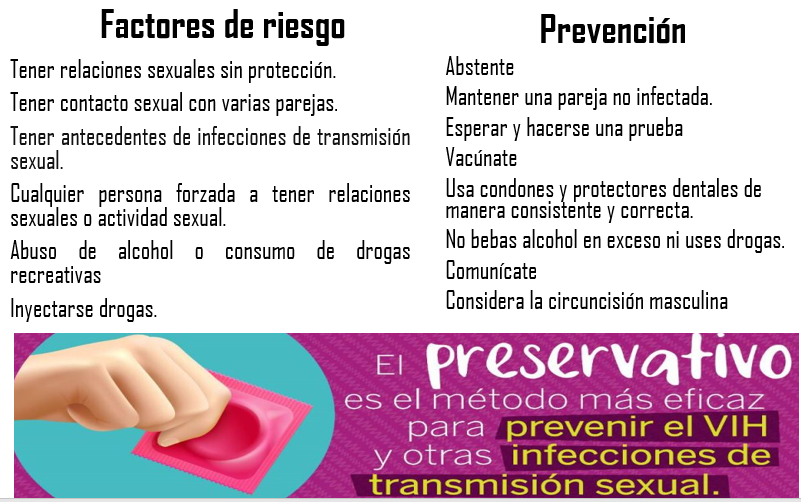 Factores de riesgo
Tener relaciones sexuales sin protección.
Tener contacto sexual con varias parejas.
Tener antecedentes de infecciones de transmisión
sexual.
Cualquier persona forzada a tener relaciones
sexuales o actividad sexual.
Abuso de alcohol o consumo de drogas
recreativas
Inyectarse drogas.
Prevención
Abstente
Mantener una pareja no infectada.
Esperar y hacerse una prueba
Vacúnate
Usa condones y protectores dentales de
manera consistente y correcta.
No bebas alcohol en exceso ni uses drogas.
Comunícate
Considera la circuncisión masculina
El preservativo
es el método más eficaz
para prevenir el VIH
y otras infecciones de
transmisión sexual.